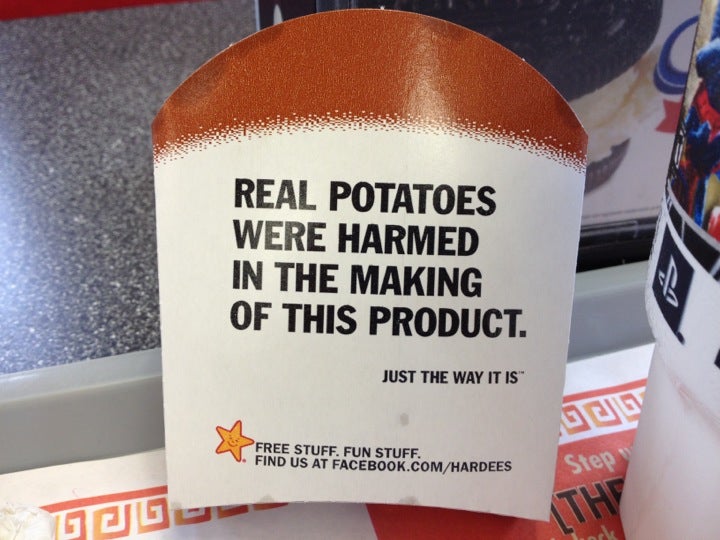 REAL POTATOES
WERE HARMED
IN THE MAKING
OF THIS PRODUCT.
JUST THE WAY IT IS™
FREE STUFF. FUN STUFF.
FIND US AT FACEBOOK.COM/HARDEES
Step